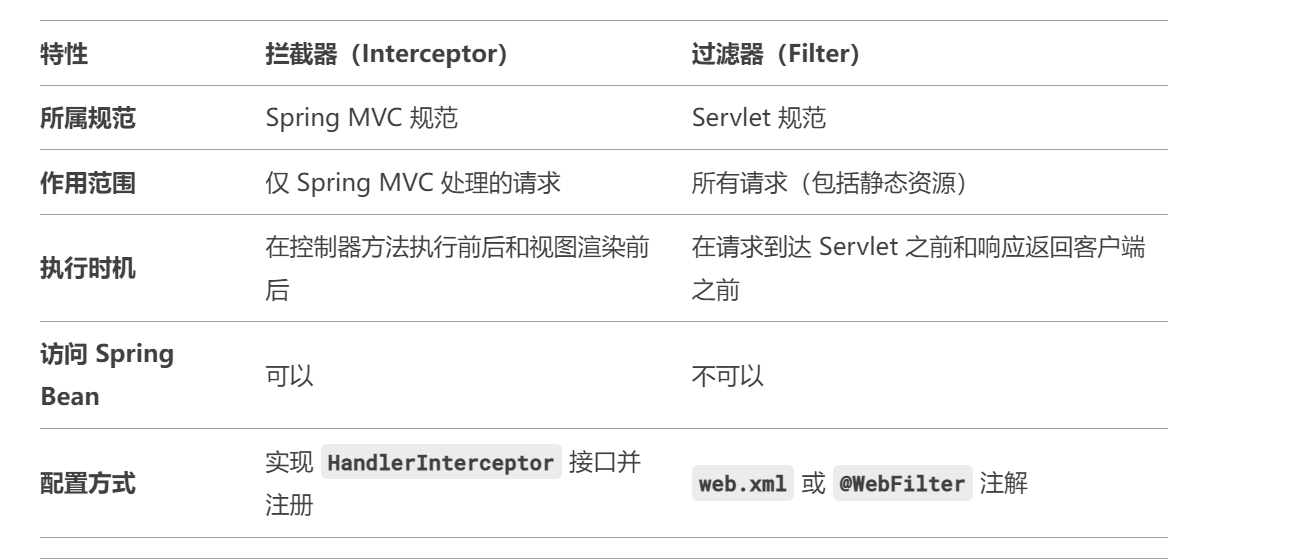 特性 拦截器（Interceptor） 过滤器（Filter）
所属规范 Spring MVC 规范 Servlet 规范
作用范围 仅 Spring MVC 处理的请求 所有请求（包括静态资源）
执行时机 在控制器方法执行前后和视图渲染前
后
在请求到达 Servlet 之前和响应返回客户端
之前
访问 Spring
Bean
可以 不可以
配置方式 实现 HandlerInterceptor 接口并
注册
web.xml 或 @WebFilter 注解